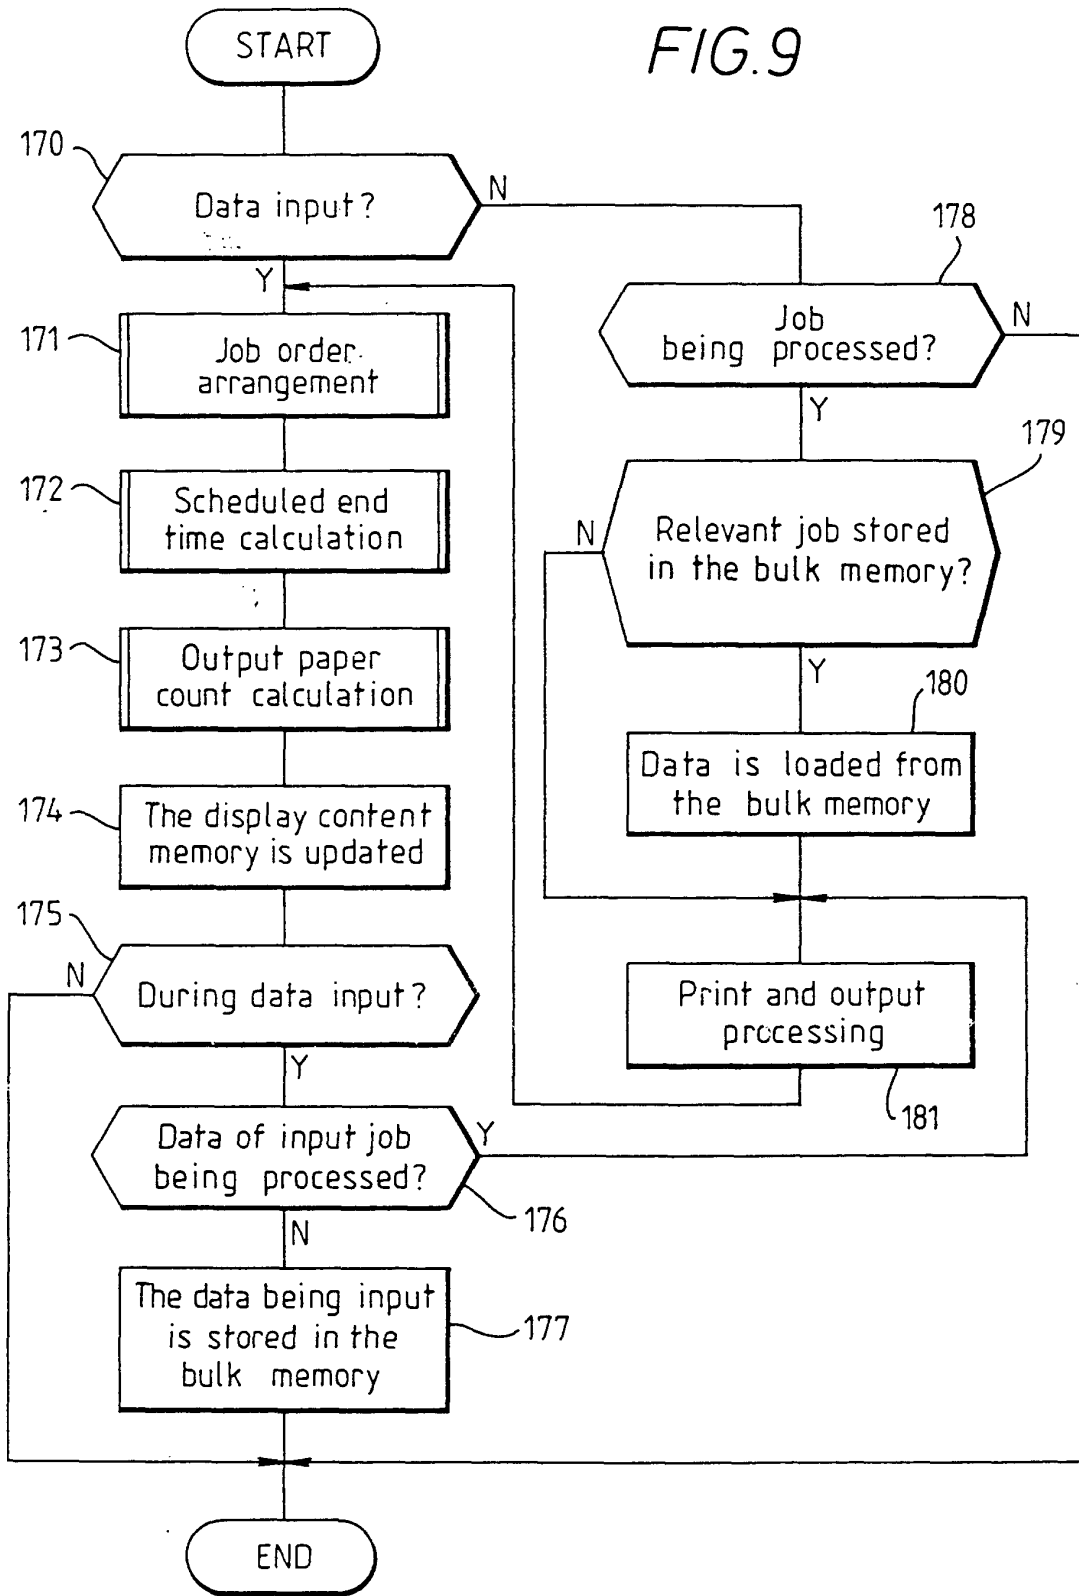 FIG.9
START
170
Data input?
N
Y
171
Job order
arrangement
172
Scheduled end
time calculation
173
Output paper
count calculation
174
The display content
memory is updated
175
N
During data input?
Y
Data of input job
being processed?
Y
176
N
The data being input
is stored in the
bulk memory
177
END
178
Job
being processed?
N
Y
179
N
Relevant job stored
in the bulk memory?
Y
180
Data is loaded from
the bulk memory
Print and output
processing
181